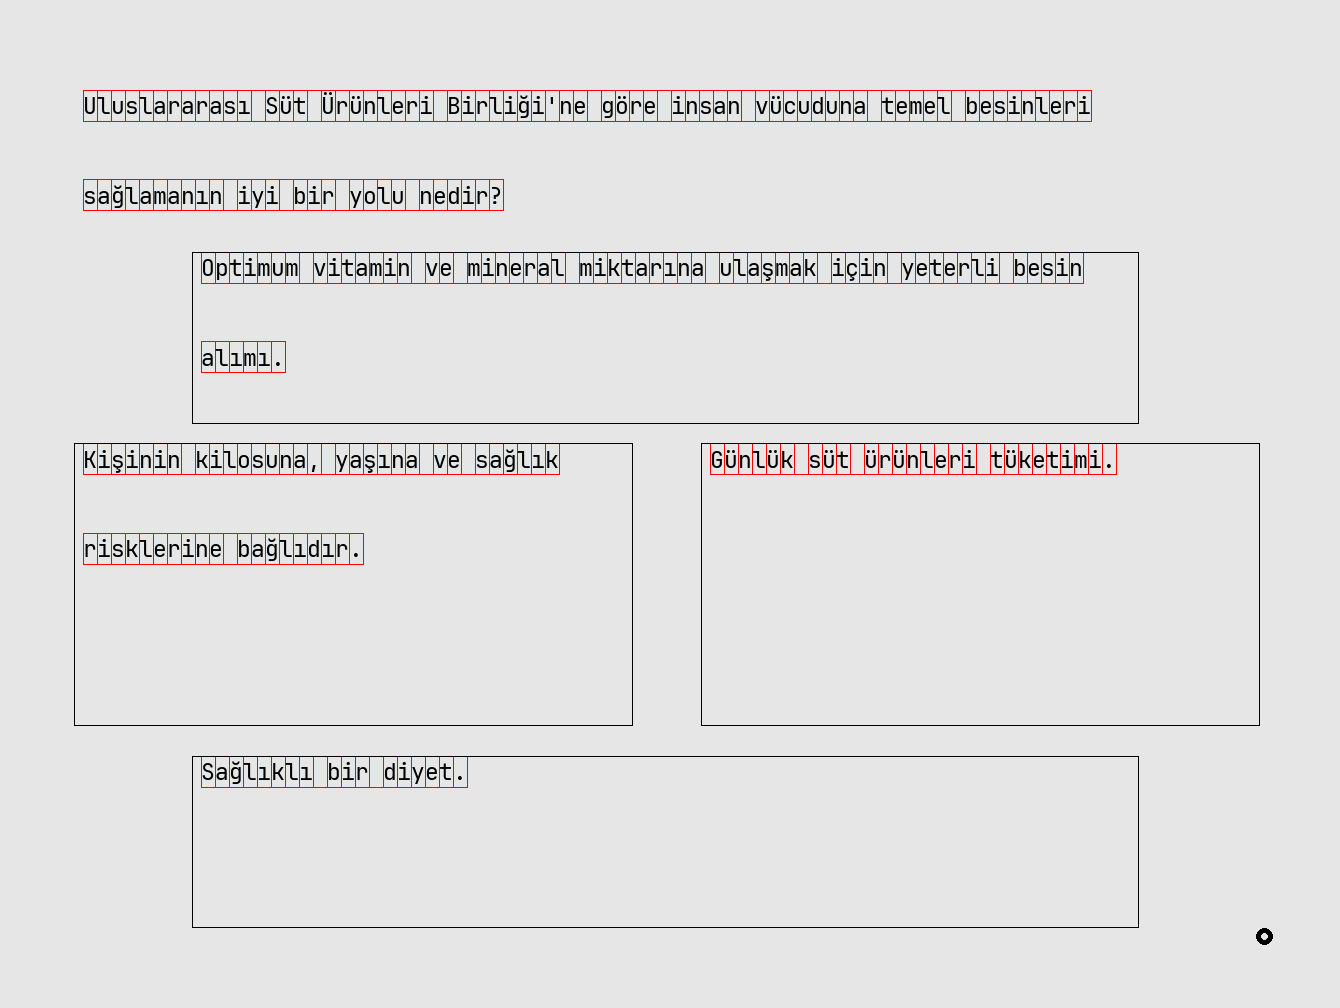 Uluslararası Süt Ürünleri Birliği'ne göre insan vücuduna temel besinleri
sağlamanın iyi bir yolu nedir?
Optimum vitamin ve mineral miktarına ulaşmak için yeterli besin
alımı.
Kişinin kilosuna, yaşına ve sağlık
risklerine bağlıdır.
Günlük süt ürünleri tüketimi.
Sağlıklı bir diyet.